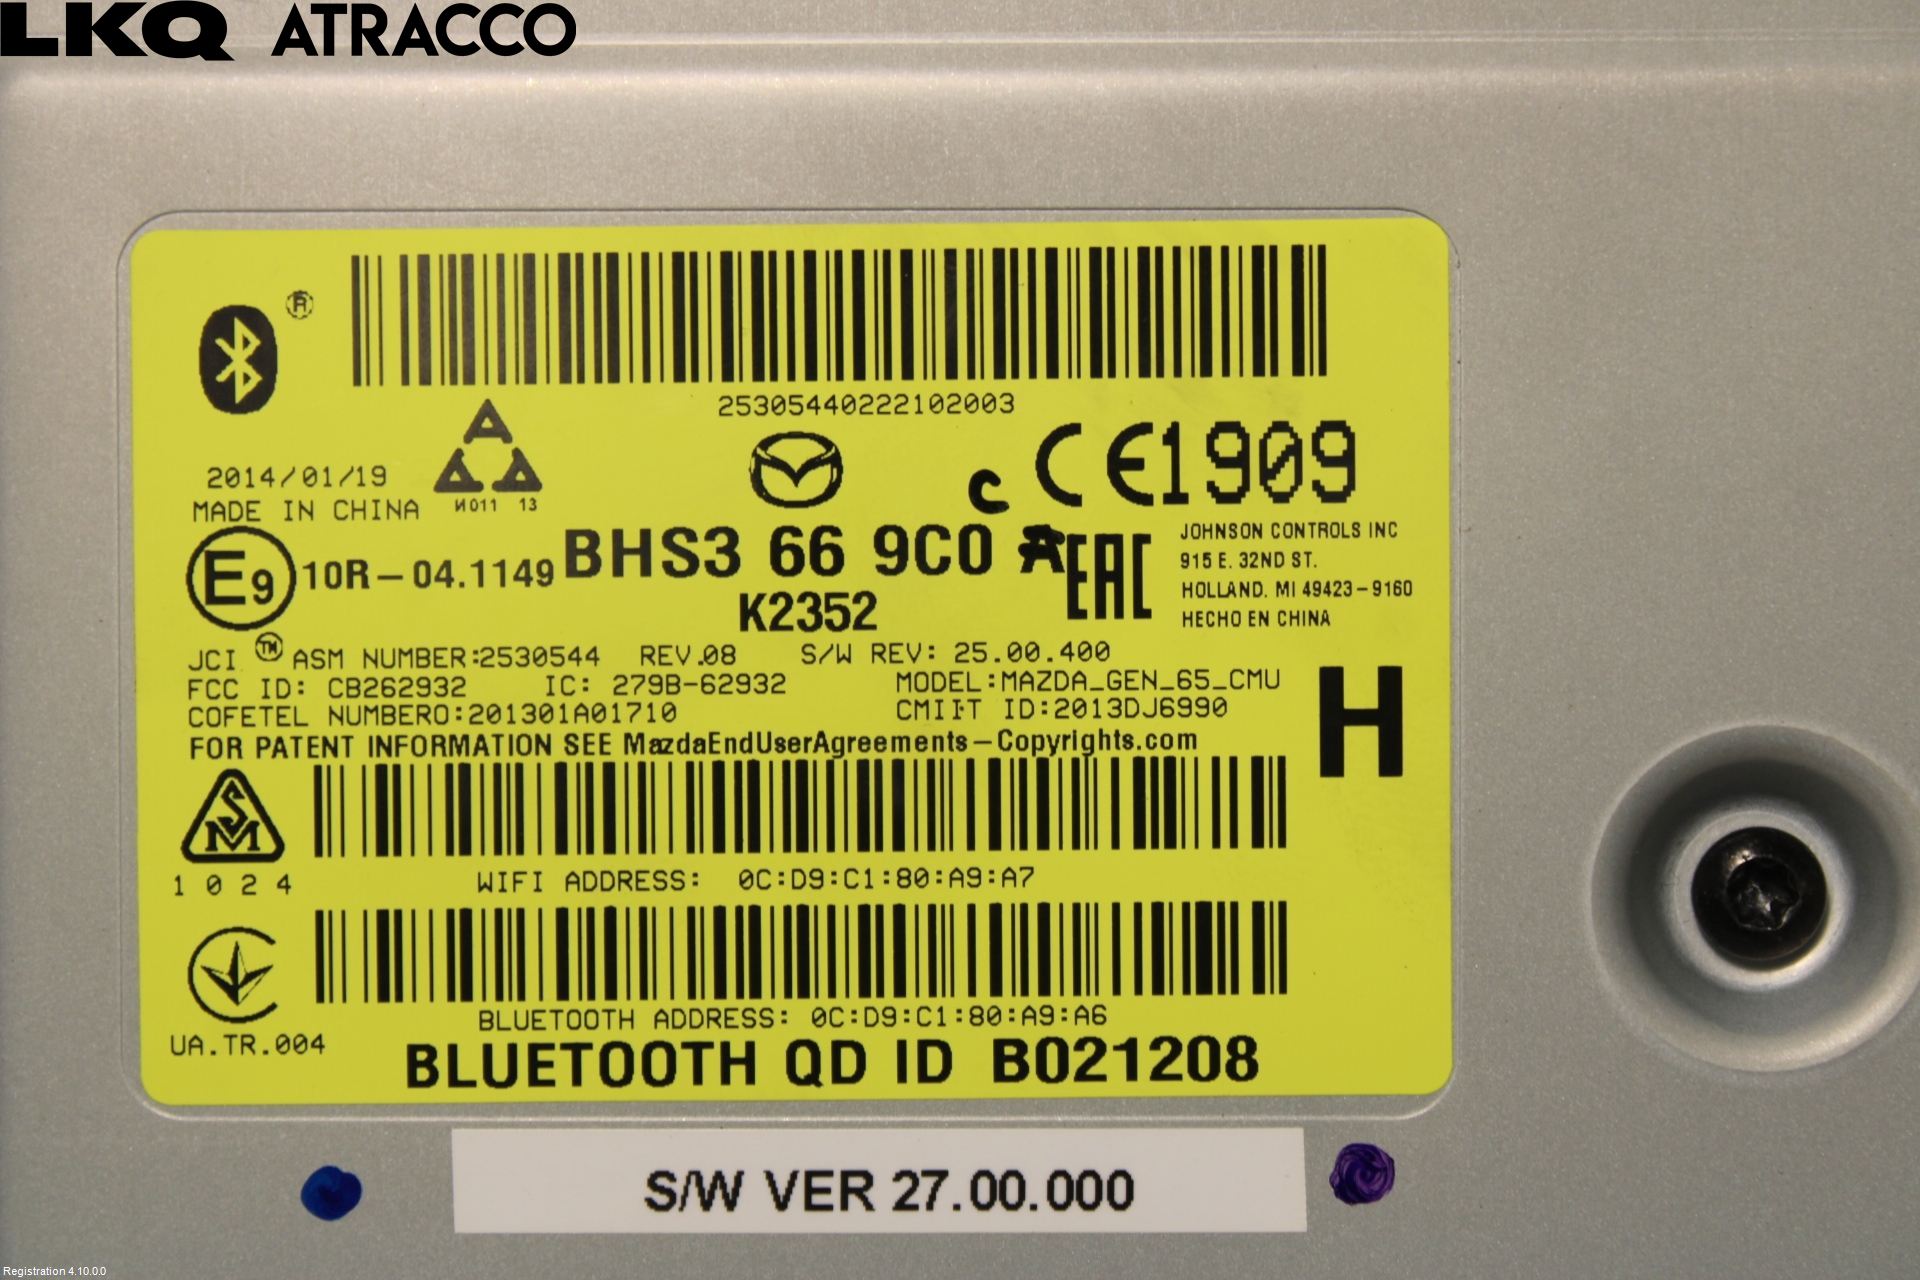 LKQ ATRACCO
®
25305440222102003
2014/01/19
MADE IN CHINA
A
И011 13
c CE1909
E9 10R-04.1149
BHS3 66 9C0 A
K2352
EAC
JOHNSON CONTROLS INC
915 E. 32ND ST.
HOLLAND. MI 49423-9160
HECHO EN CHINA
JCI ™ ASM NUMBER:2530544 REV.08 S/W REV: 25.00.400
FCC ID: CB262932 IC: 279B-62932 MODEL:MAZDA_GEN_65_CMU
COFETEL NUMBERO:201301A01710 CMIIT ID:2013DJ6990
H
FOR PATENT INFORMATION SEE MazdaEndUserAgreements-Copyrights.com
SM
1024
WIFI ADDRESS: 0C:D9:C1:80:A9:A7
UA.TR.004
BLUETOOTH ADDRESS: 0C:D9:C1:80:A9:A6
BLUETOOTH QD ID B021208
S/W VER 27.00.000
Registration 4.10.0.0